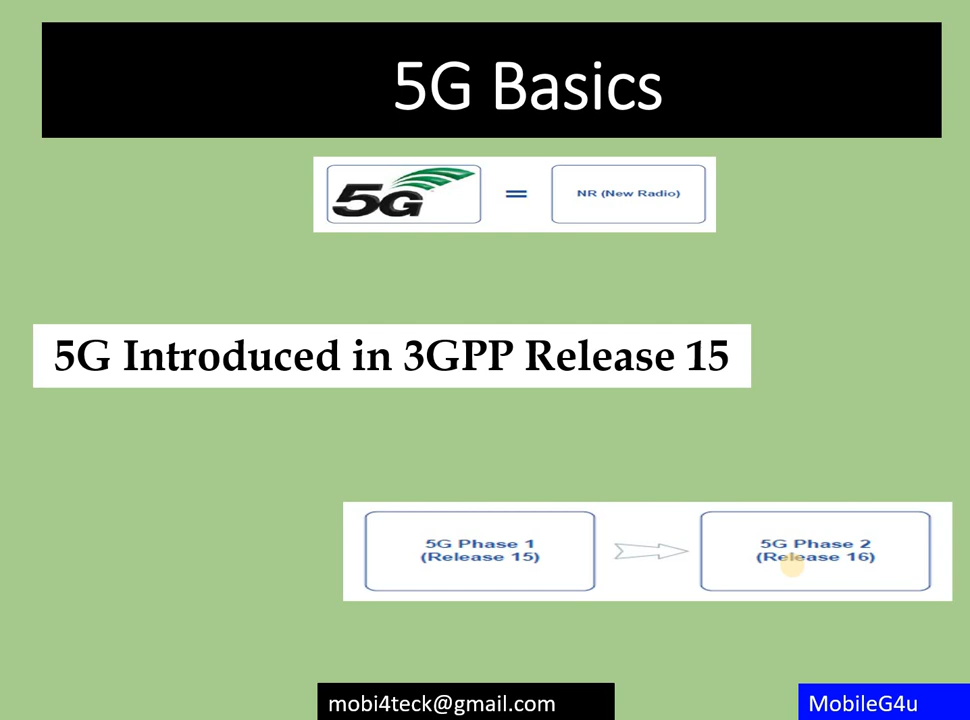 5G Basics
5G = NR (New Radio)
5G Introduced in 3GPP Release 15
5G Phase 1
(Release 15)
5G Phase 2
(Release 16)
mobi4teck@gmail.com
MobileG4u